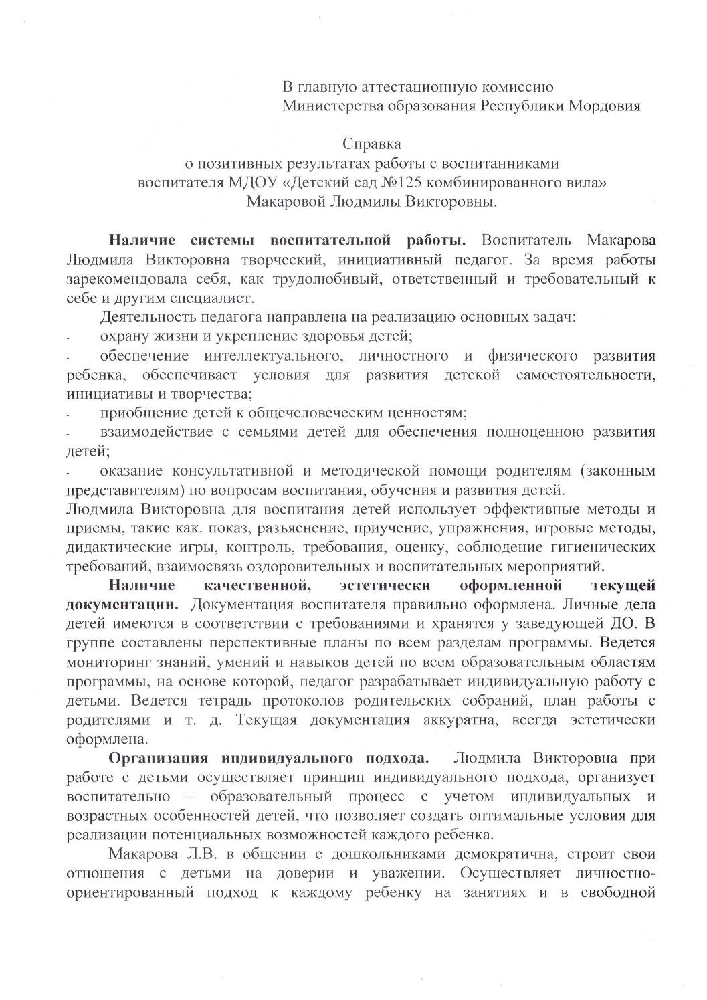 В главную аттестационную комиссию
Министерства образования Республики Мордовия
Справка
о позитивных результатах работы с воспитанниками
воспитателя МДОУ «Детский сад №125 комбинированного вила»
Макаровой Людмилы Викторовны.
Наличие системы воспитательной работы. Воспитатель Макарова
Людмила Викторовна творческий, инициативный педагог. За время работы
зарекомендовала себя, как трудолюбивый, ответственный и требовательный к
себе и другим специалист.
Деятельность педагога направлена на реализацию основных задач:
- охрану жизни и укрепление здоровья детей;
- обеспечение интеллектуального, личностного и физического развития
ребенка, обеспечивает условия для развития детской самостоятельности,
инициативы и творчества;
- приобщение детей к общечеловеческим ценностям;
- взаимодействие с семьями детей для обеспечения полноценною развития
детей;
- оказание консультативной и методической помощи родителям (законным
представителям) по вопросам воспитания, обучения и развития детей.
Людмила Викторовна для воспитания детей использует эффективные методы и
приемы, такие как. показ, разъяснение, приучение, упражнения, игровые методы,
дидактические игры, контроль, требования, оценку, соблюдение гигиенических
требований, взаимосвязь оздоровительных и воспитательных мероприятий.
Наличие качественной, эстетически оформленной текущей
документации. Документация воспитателя правильно оформлена. Личные дела
детей имеются в соответствии с требованиями и хранятся у заведующей ДО. В
группе составлены перспективные планы по всем разделам программы. Ведется
мониторинг знаний, умений и навыков детей по всем образовательным областям
программы, на основе которой, педагог разрабатывает индивидуальную работу с
детьми. Ведется тетрадь протоколов родительских собраний, план работы с
родителями и т. д. Текущая документация аккуратна, всегда эстетически
оформлена.
Организация индивидуального подхода. Людмила Викторовна при
работе с детьми осуществляет принцип индивидуального подхода, организует
воспитательно – образовательный процесс с учетом индивидуальных и
возрастных особенностей детей, что позволяет создать оптимальные условия для
реализации потенциальных возможностей каждого ребенка.
Макарова Л.В. в общении с дошкольниками демократична, строит свои
отношения с детьми на доверии и уважении. Осуществляет личностно-
ориентированный подход к каждому ребенку на занятиях и в свободной